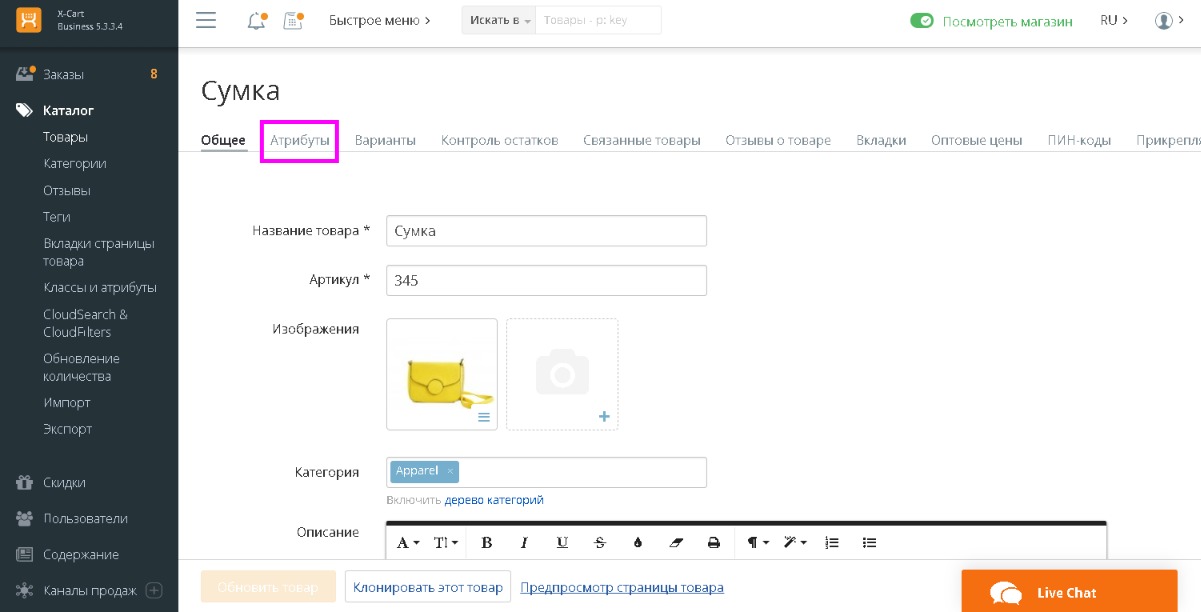 X-Cart
Business 5.3.3.4
Быстрое меню
Искать в
Товары - p: key
Посмотреть магазин
RU
Заказы 8
Каталог
Товары
Категории
Отзывы
Теги
Вкладки страницы
товара
Классы и атрибуты
CloudSearch &
CloudFilters
Обновление
количества
Импорт
Экспорт
Скидки
Пользователи
Содержание
Каналы продаж
Сумка
Общее Атрибуты Варианты Контроль остатков Связанные товары Отзывы о товаре Вкладки Оптовые цены ПИН-коды Прикрепля
Название товара * Сумка
Артикул * 345
Изображения
Категория Apparel ×
Включить дерево категорий
Описание
A TI B I U S
Обновить товар Клонировать этот товар Предпросмотр страницы товара
Live Chat